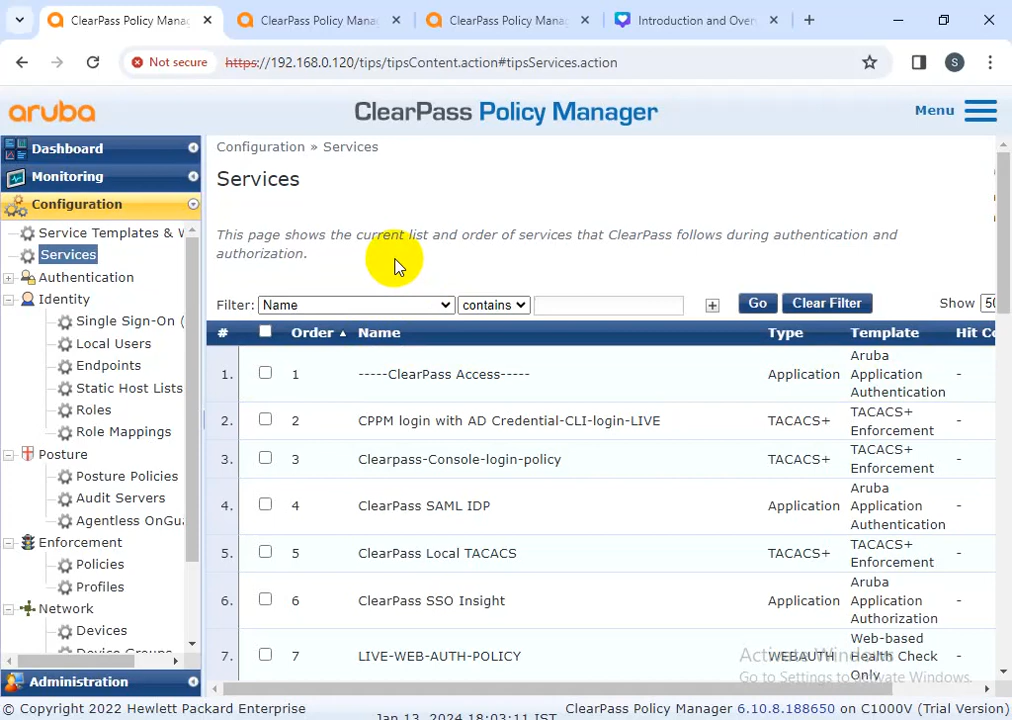 ClearPass Policy Mana
ClearPass Policy Mana
ClearPass Policy Mana
Introduction and Over
Not secure
https://192.168.0.120/tips/tipsContent.action#tipsServices.action
S
aruba
ClearPass Policy Manager
Menu
Dashboard
Monitoring
Configuration
Service Templates & W
Services
Authentication
Identity
Single Sign-On (
Local Users
Endpoints
Static Host Lists
Roles
Role Mappings
Posture
Posture Policies
Audit Servers
Agentless OnGua
Enforcement
Policies
Profiles
Network
Devices
Device Groups
Administration
Configuration » Services
Services
This page shows the current list and order of services that ClearPass follows during authentication and
authorization.
Filter: Name contains Go Clear Filter Show 50
# Order Name Type Template Hit Co
1. 1 -----ClearPass Access----- Application Aruba
Application
Authentication -
2. 2 CPPM login with AD Credential-CLI-login-LIVE TACACS+ TACACS+
Enforcement -
3. 3 Clearpass-Console-login-policy TACACS+ TACACS+
Enforcement -
4. 4 ClearPass SAML IDP Application Aruba
Application
Authentication -
5. 5 ClearPass Local TACACS TACACS+ TACACS+
Enforcement -
6. 6 ClearPass SSO Insight Application Aruba
Application
Authorization -
7. 7 LIVE-WEB-AUTH-POLICY WEBAUTH Web-based
Health Check
Only -
Activate Windows
Go to Settings to activate Windows.
© Copyright 2022 Hewlett Packard Enterprise
Jan 13, 2024 18:03:11 IST
ClearPass Policy Manager 6.10.8.188650 on C1000V (Trial Version)